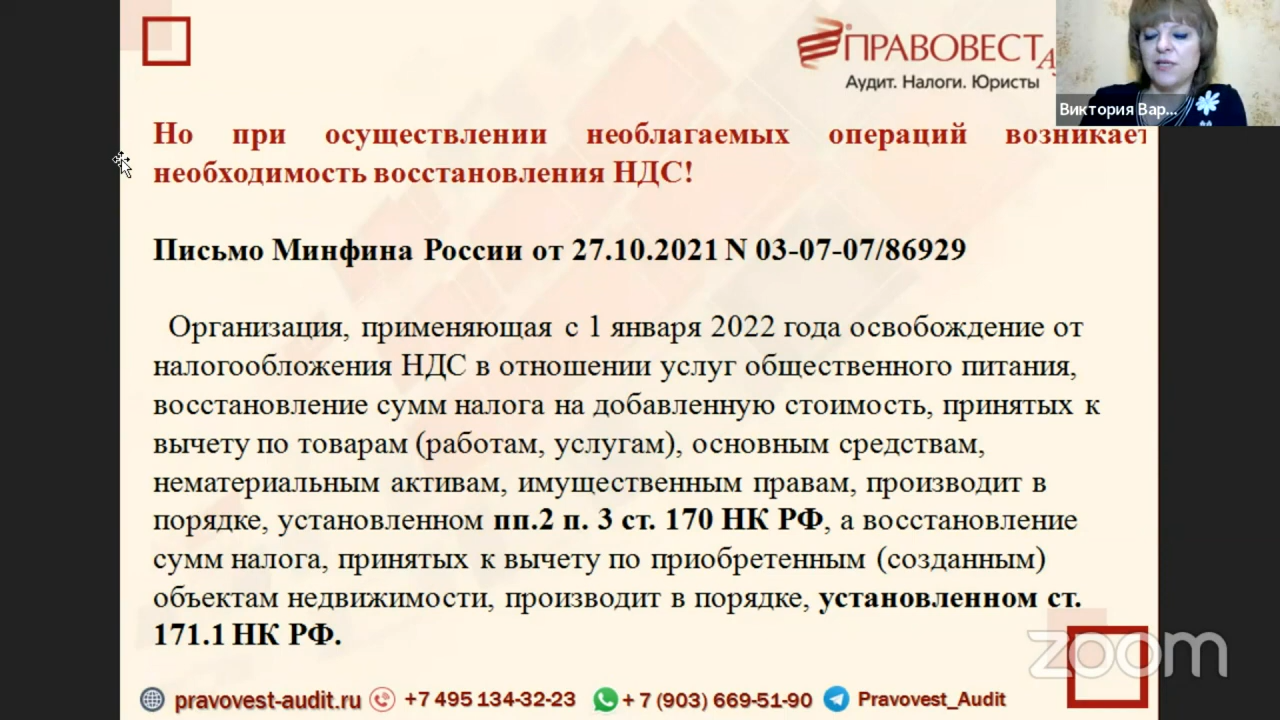 ПРАВОВЕСТ
Аудит. Налоги. Юристы
Виктория Вар...
Но при осуществлении необлагаемых операций возникает
необходимость восстановления НДС!
Письмо Минфина России от 27.10.2021 N 03-07-07/86929
Организация, применяющая с 1 января 2022 года освобождение от
налогообложения НДС в отношении услуг общественного питания,
восстановление сумм налога на добавленную стоимость, принятых к
вычету по товарам (работам, услугам), основным средствам,
нематериальным активам, имущественным правам, производит в
порядке, установленном пп.2 п. 3 ст. 170 НК РФ, а восстановление
сумм налога, принятых к вычету по приобретенным (созданным)
объектам недвижимости, производит в порядке, установленном ст.
171.1 НК РФ.
zoom
pravovest-audit.ru +7 495 134-32-23 + 7 (903) 669-51-90 Pravovest_Audit